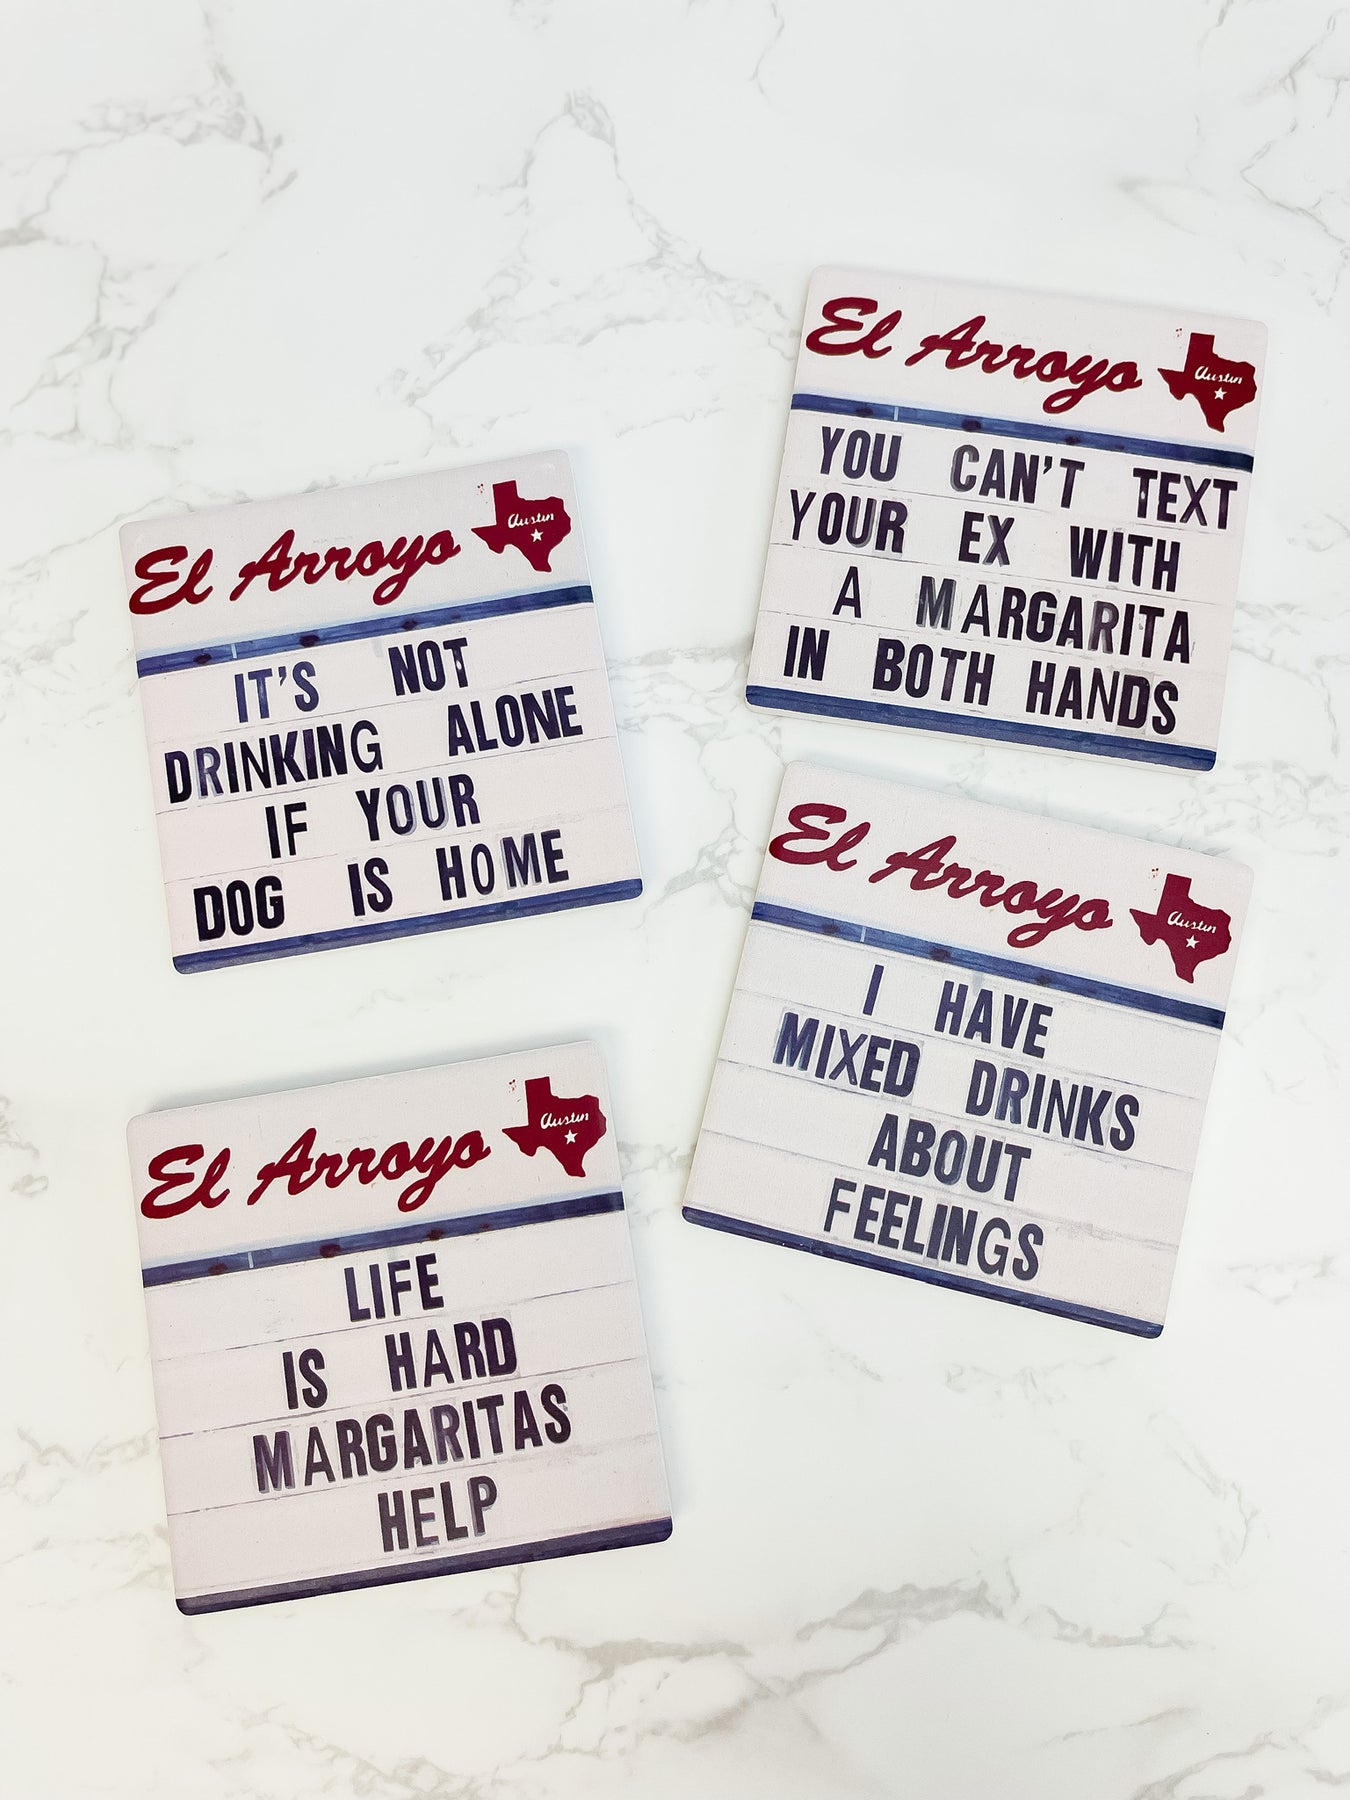 El Arroyo
Austin
YOU CAN'T TEXT
YOUR EX WITH
A MARGARITA
IN BOTH HANDS
El Arroyo
Austin
IT'S NOT
DRINKING ALONE
IF YOUR
DOG IS HOME
El Arroyo
Austin
I HAVE
MIXED DRINKS
ABOUT
FEELINGS
El Arroyo
Austin
LIFE
IS HARD
MARGARITAS
HELP